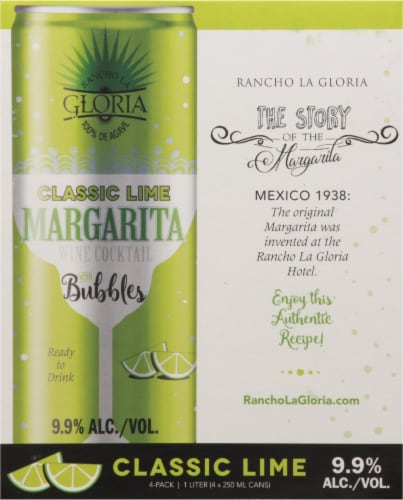 RANCHO LA
GLORIA
100% DE AGAVE
CLASSIC LIME
MARGARITA
WINE COCKTAIL
with
Bubbles
Ready
to
Drink
9.9% ALC./VOL.
RANCHO LA GLORIA
THE STORY
OF THE
Margarita
MEXICO 1938:
The original
Margarita was
invented at the
Rancho La Gloria
Hotel.
Enjoy this
Authentic
Recipe!
RanchoLaGloria.com
CLASSIC LIME
4-PACK | 1 LITER (4 x 250 ML CANS)
9.9%
ALC./VOL.